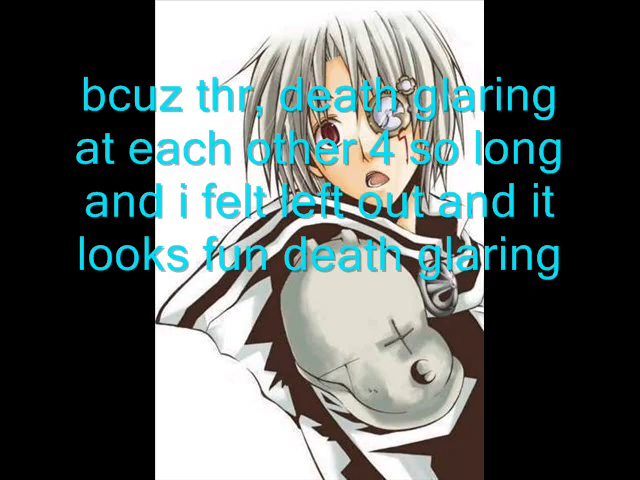 bcuz thr, death glaring
at each other 4 so long
and i felt left out and it
looks fun death glaring